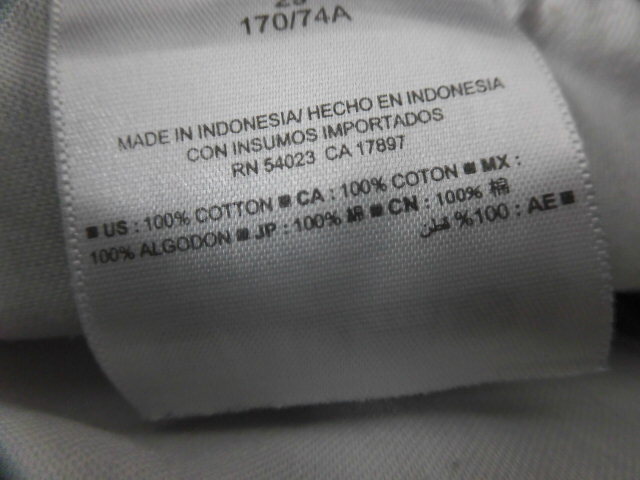 170/74A
MADE IN INDONESIA/ HECHO EN INDONESIA
CON INSUMOS IMPORTADOS
RN 54023 CA 17897
■ US : 100% COTTON ■ CA : 100% COTON ■ MX :
100% ALGODON ■ JP : 100% 綿 ■ CN : 100% 棉
■ AE : 100% قطن